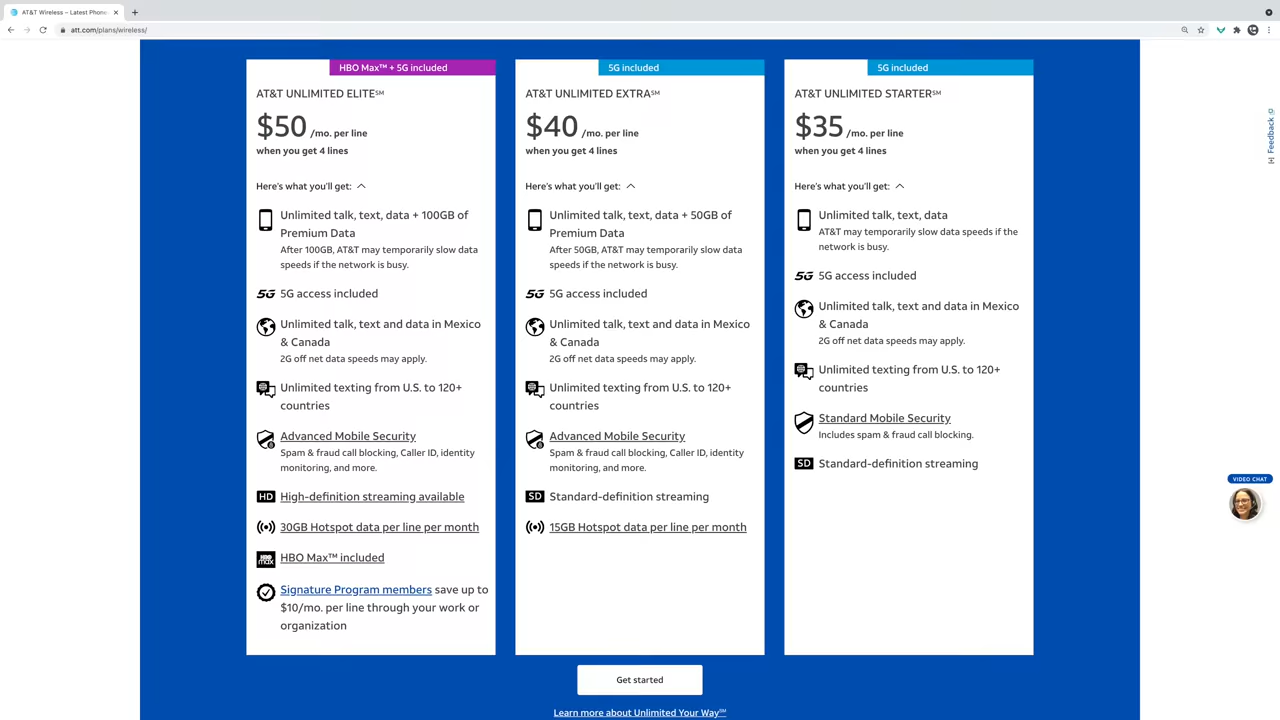 AT&T Wireless – Latest Phone
att.com/plans/wireless/
HBO Max™ + 5G included
AT&T UNLIMITED ELITE℠
$50 /mo. per line
when you get 4 lines
Here's what you'll get:
Unlimited talk, text, data + 100GB of
Premium Data
After 100GB, AT&T may temporarily slow data
speeds if the network is busy.
5G 5G access included
Unlimited talk, text and data in Mexico
& Canada
2G off net data speeds may apply.
Unlimited texting from U.S. to 120+
countries
Advanced Mobile Security
Spam & fraud call blocking, Caller ID, identity
monitoring, and more.
HD High-definition streaming available
30GB Hotspot data per line per month
HBO max HBO Max™ included
Signature Program members save up to
$10/mo. per line through your work or
organization
5G included
AT&T UNLIMITED EXTRA℠
$40 /mo. per line
when you get 4 lines
Here's what you'll get:
Unlimited talk, text, data + 50GB of
Premium Data
After 50GB, AT&T may temporarily slow data
speeds if the network is busy.
5G 5G access included
Unlimited talk, text and data in Mexico
& Canada
2G off net data speeds may apply.
Unlimited texting from U.S. to 120+
countries
Advanced Mobile Security
Spam & fraud call blocking, Caller ID, identity
monitoring, and more.
SD Standard-definition streaming
15GB Hotspot data per line per month
5G included
AT&T UNLIMITED STARTER℠
$35 /mo. per line
when you get 4 lines
Here's what you'll get:
Unlimited talk, text, data
AT&T may temporarily slow data speeds if the
network is busy.
5G 5G access included
Unlimited talk, text and data in Mexico
& Canada
2G off net data speeds may apply.
Unlimited texting from U.S. to 120+
countries
Standard Mobile Security
Includes spam & fraud call blocking.
SD Standard-definition streaming
Get started
Learn more about Unlimited Your Way℠
[+] Feedback
VIDEO CHAT